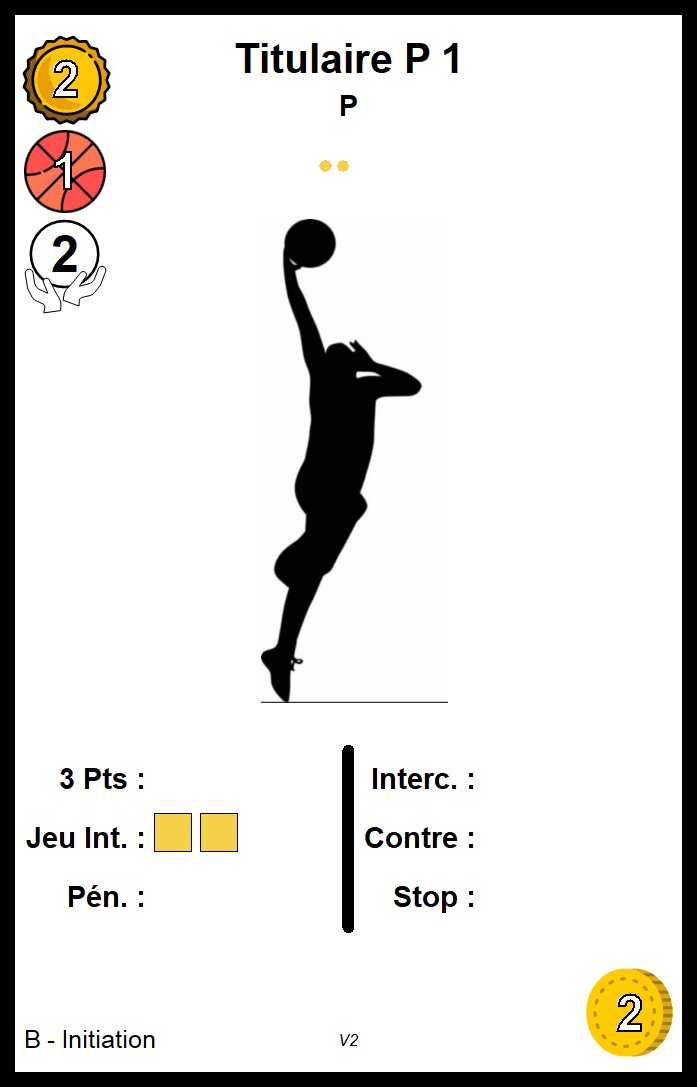 Titulaire P 1
P
2
1
2
3 Pts :
Jeu Int. :
Pén. :
Interc. :
Contre :
Stop :
2
B - Initiation
V2